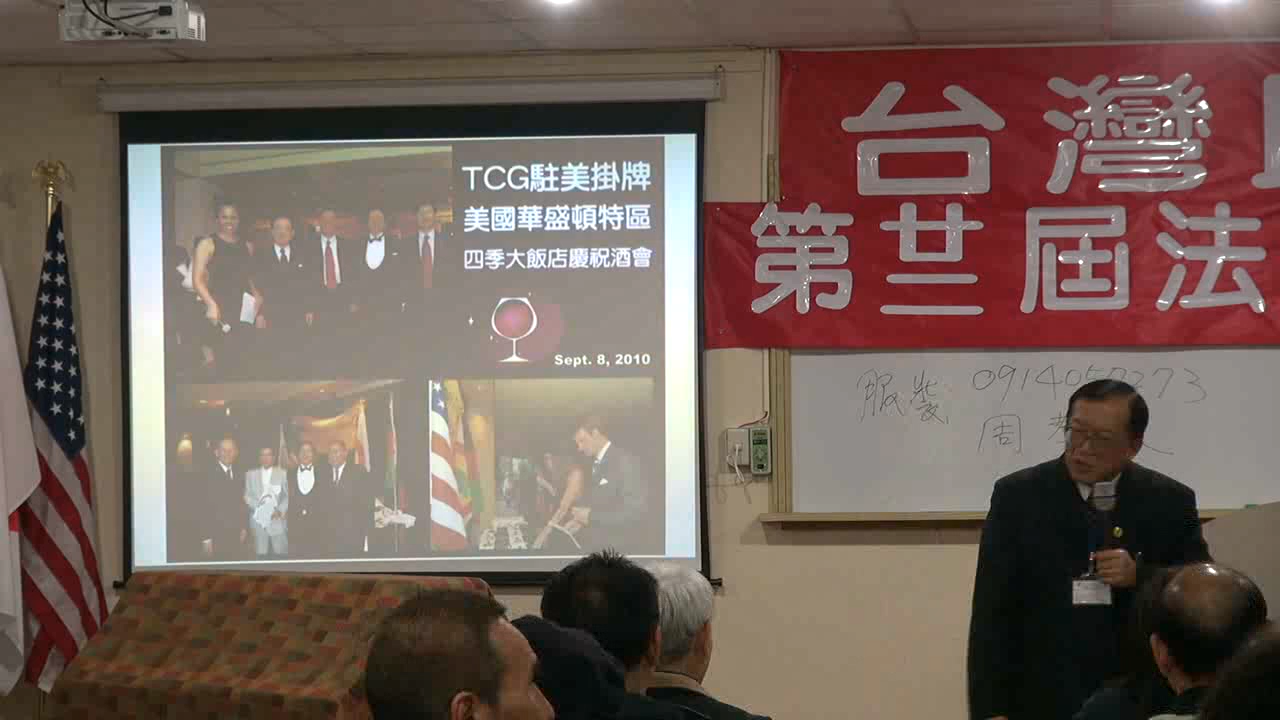 TCG駐美掛牌
美國華盛頓特區
四季大飯店慶祝酒會
Sept. 8, 2010
台灣
第廿二屆法
服裝
周